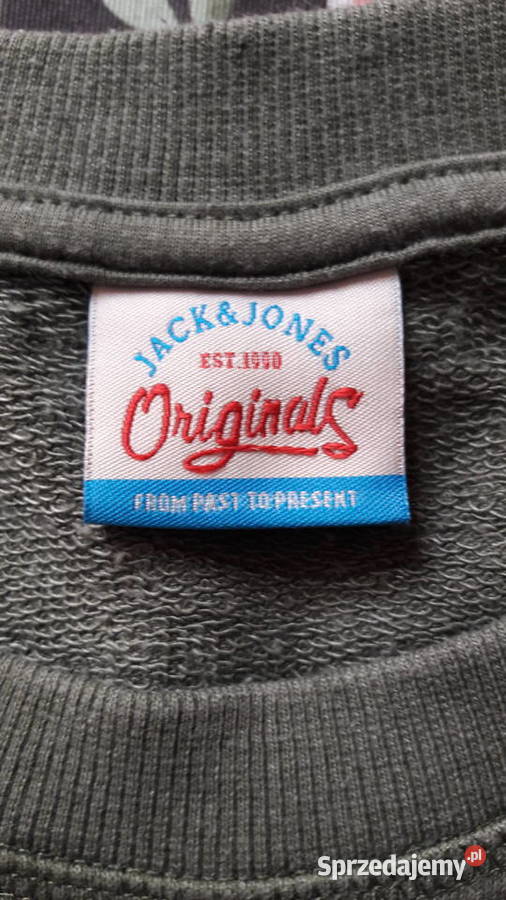 JACK&JONES
EST.1990
Originals
FROM PAST TO PRESENT
Sprzedajemy.pl